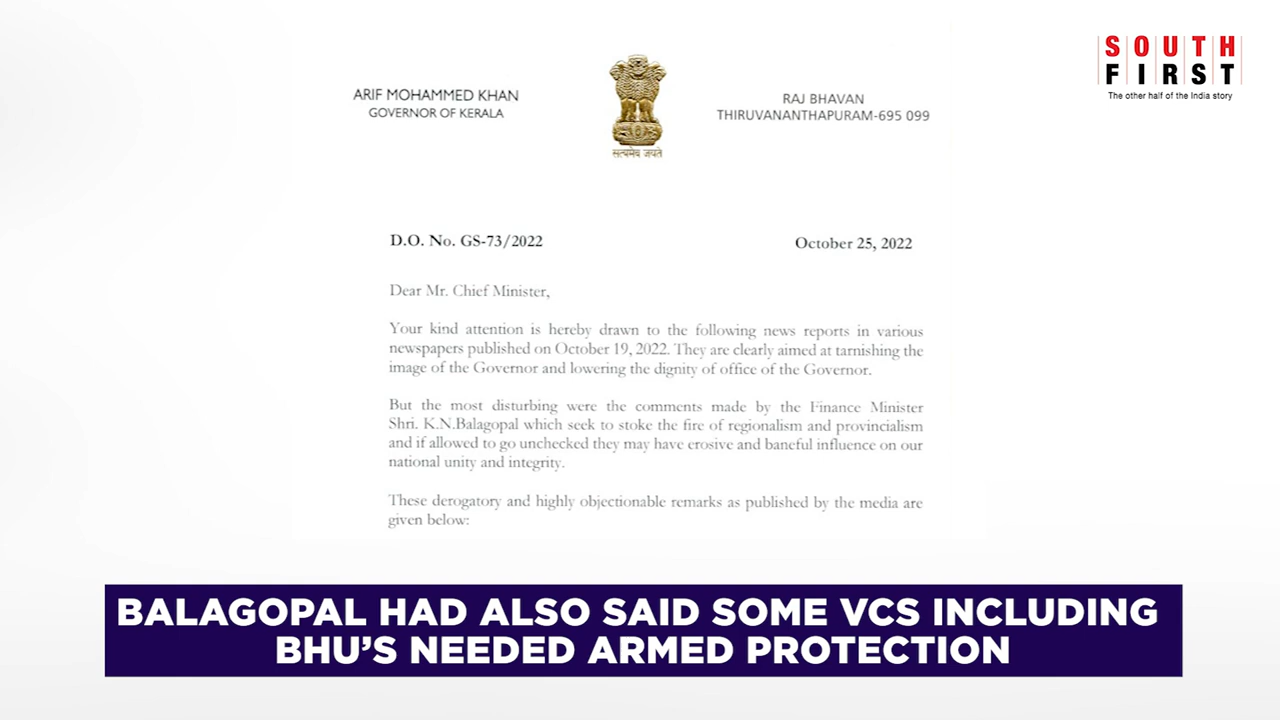 SOUTH
FIRST
The other half of the India story
ARIF MOHAMMED KHAN
GOVERNOR OF KERALA
सत्यमेव जयते
RAJ BHAVAN
THIRUVANANTHAPURAM-695 099
D.O. No. GS-73/2022
October 25, 2022
Dear Mr. Chief Minister,
Your kind attention is hereby drawn to the following news reports in various
newspapers published on October 19, 2022. They are clearly aimed at tarnishing the
image of the Governor and lowering the dignity of office of the Governor.
But the most disturbing were the comments made by the Finance Minister
Shri. K.N.Balagopal which seek to stoke the fire of regionalism and provincialism
and if allowed to go unchecked they may have erosive and baneful influence on our
national unity and integrity.
These derogatory and highly objectionable remarks as published by the media are
given below:
BALAGOPAL HAD ALSO SAID SOME VCS INCLUDING
BHU'S NEEDED ARMED PROTECTION